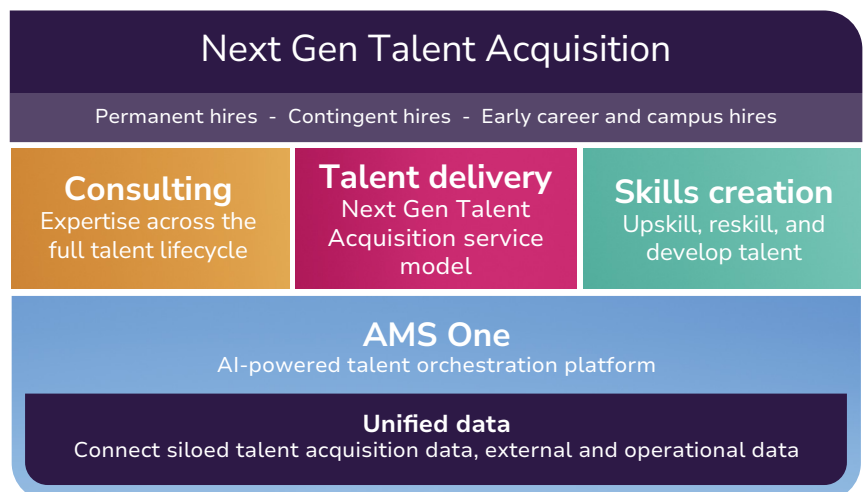 Next Gen Talent Acquisition
Permanent hires - Contingent hires - Early career and campus hires
Consulting
Expertise across the
full talent lifecycle
Talent delivery
Next Gen Talent
Acquisition service
model
Skills creation
Upskill, reskill, and
develop talent
AMS One
AI-powered talent orchestration platform
Unified data
Connect siloed talent acquisition data, external and operational data